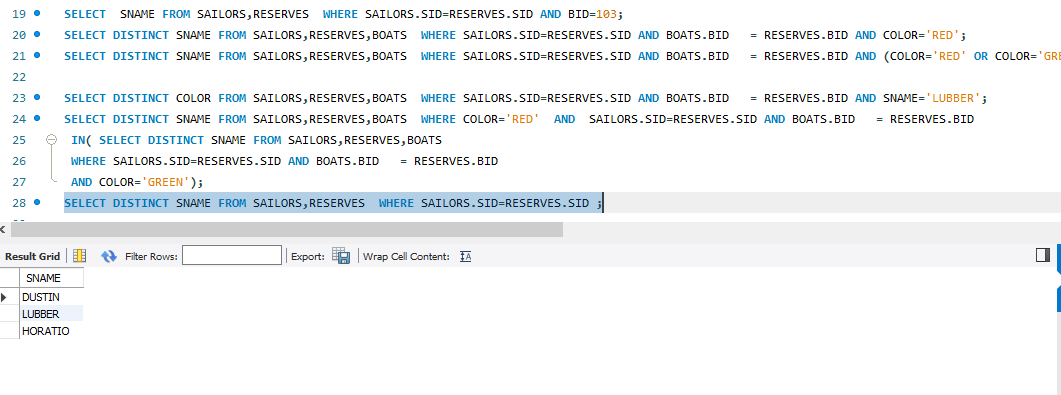 19 SELECT  SNAME FROM SAILORS,RESERVES  WHERE SAILORS.SID=RESERVES.SID AND BID=103;
20 SELECT DISTINCT SNAME FROM SAILORS,RESERVES,BOATS  WHERE SAILORS.SID=RESERVES.SID AND BOATS.BID   = RESERVES.BID AND COLOR='RED';
21 SELECT DISTINCT SNAME FROM SAILORS,RESERVES,BOATS  WHERE SAILORS.SID=RESERVES.SID AND BOATS.BID   = RESERVES.BID AND (COLOR='RED' OR COLOR='GRE
22
23 SELECT DISTINCT COLOR FROM SAILORS,RESERVES,BOATS  WHERE SAILORS.SID=RESERVES.SID AND BOATS.BID   = RESERVES.BID AND SNAME='LUBBER';
24 SELECT DISTINCT SNAME FROM SAILORS,RESERVES,BOATS  WHERE COLOR='RED'  AND  SAILORS.SID=RESERVES.SID AND BOATS.BID   = RESERVES.BID
25 IN( SELECT DISTINCT SNAME FROM SAILORS,RESERVES,BOATS
26 WHERE SAILORS.SID=RESERVES.SID AND BOATS.BID   = RESERVES.BID
27 AND COLOR='GREEN');
28 SELECT DISTINCT SNAME FROM SAILORS,RESERVES  WHERE SAILORS.SID=RESERVES.SID ;
Result Grid Filter Rows: Export: Wrap Cell Content:
SNAME
DUSTIN
LUBBER
HORATIO